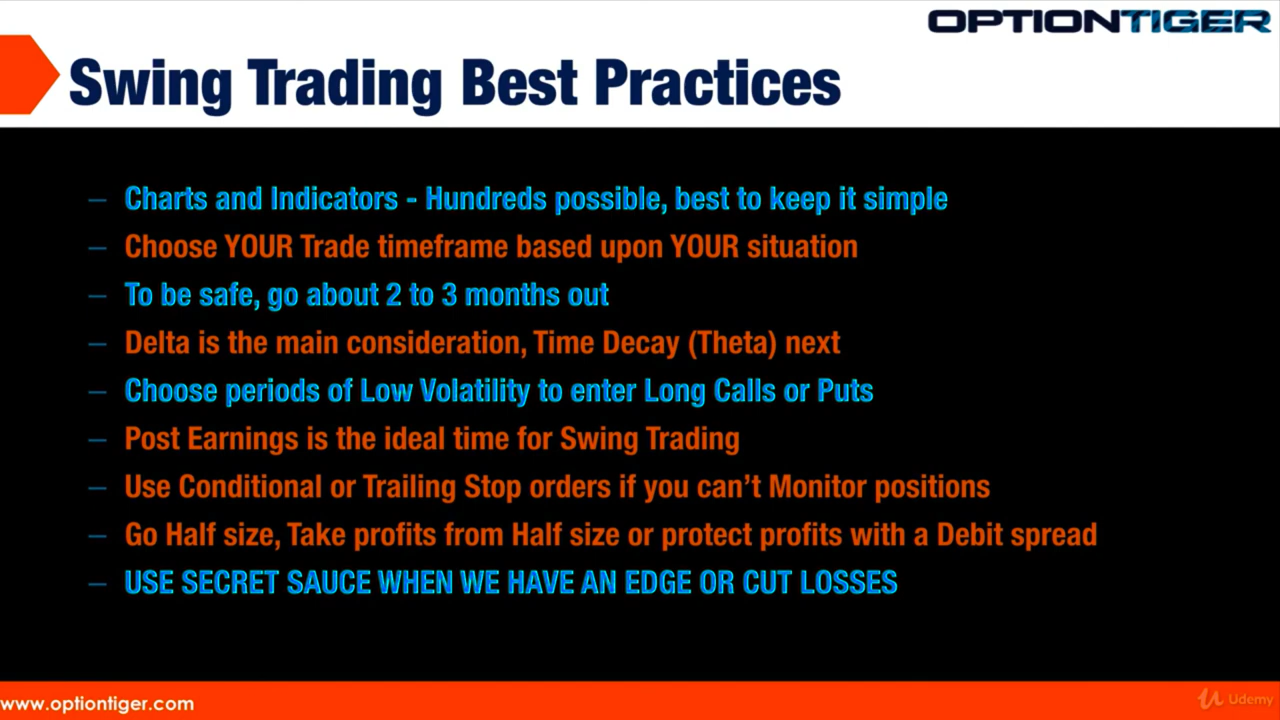 OPTIONTIGER
Swing Trading Best Practices
– Charts and Indicators - Hundreds possible, best to keep it simple
– Choose YOUR Trade timeframe based upon YOUR situation
– To be safe, go about 2 to 3 months out
– Delta is the main consideration, Time Decay (Theta) next
– Choose periods of Low Volatility to enter Long Calls or Puts
– Post Earnings is the ideal time for Swing Trading
– Use Conditional or Trailing Stop orders if you can’t Monitor positions
– Go Half size, Take profits from Half size or protect profits with a Debit spread
– USE SECRET SAUCE WHEN WE HAVE AN EDGE OR CUT LOSSES
www.optiontiger.com
Udemy